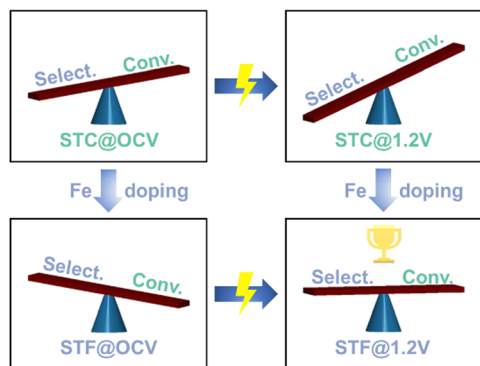 Select. Conv.
STC@OCV
Select. Conv.
STC@1.2V
Fe doping
Fe doping
Select. Conv.
STF@OCV
Select. Conv.
STF@1.2V